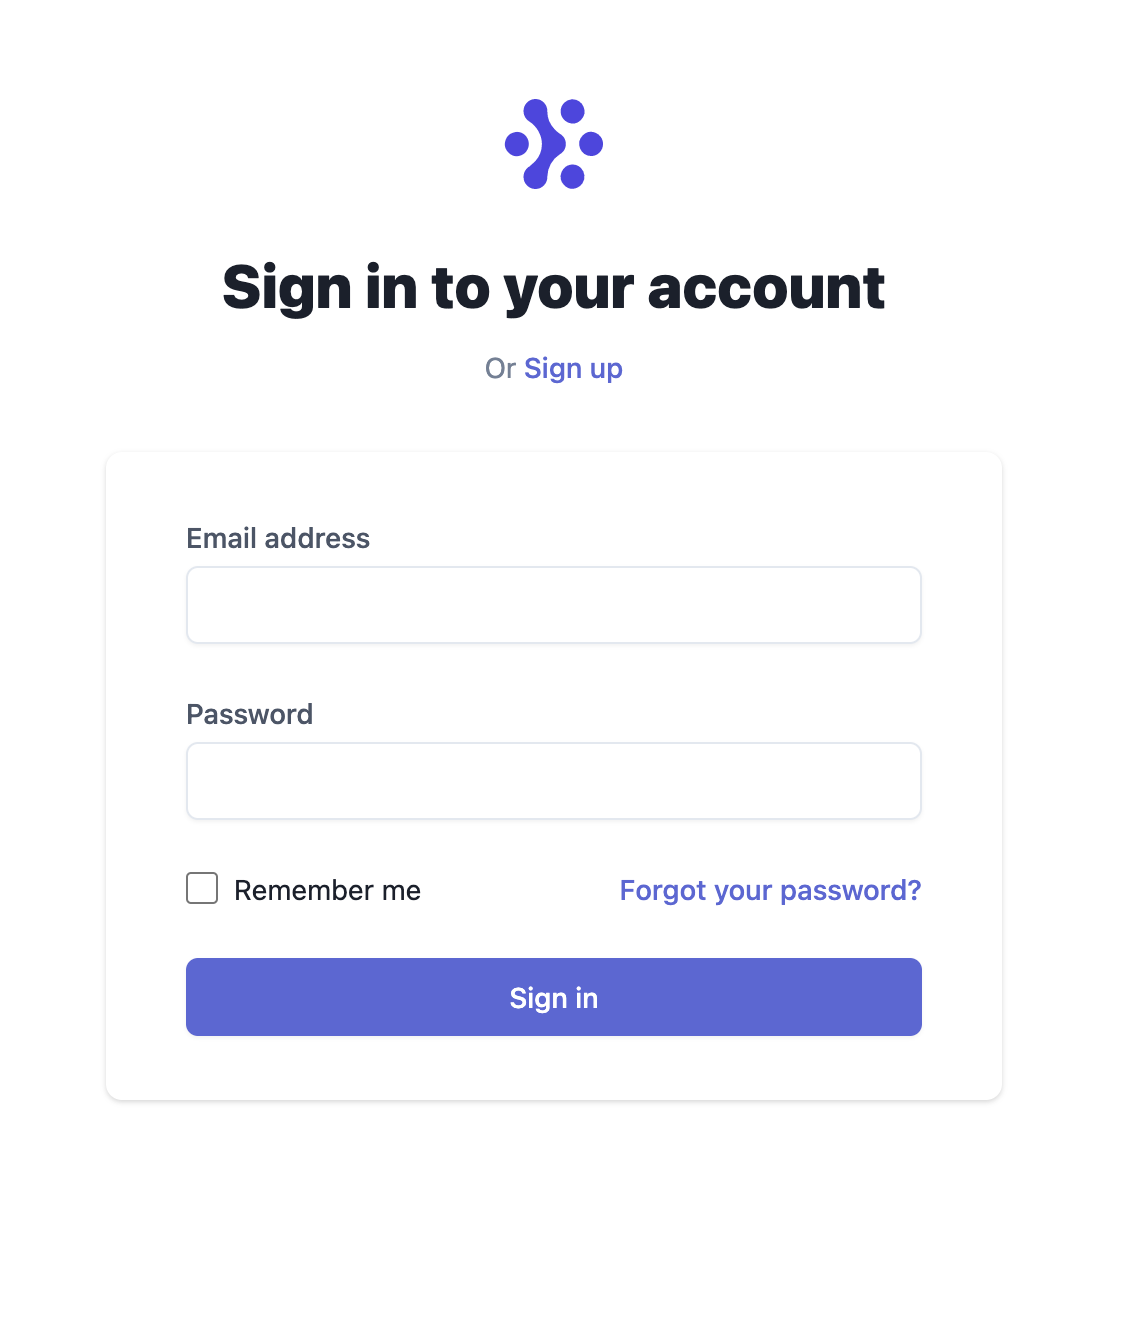 Sign in to your account
Or Sign up
Email address
Password
Remember me
Forgot your password?
Sign in